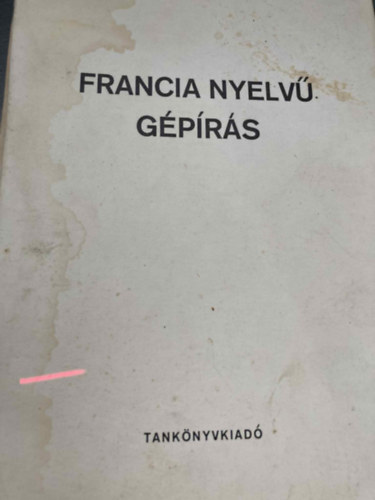 FRANCIA NYELVŰ
GÉPÍRÁS
TANKÖNYVKIADÓ